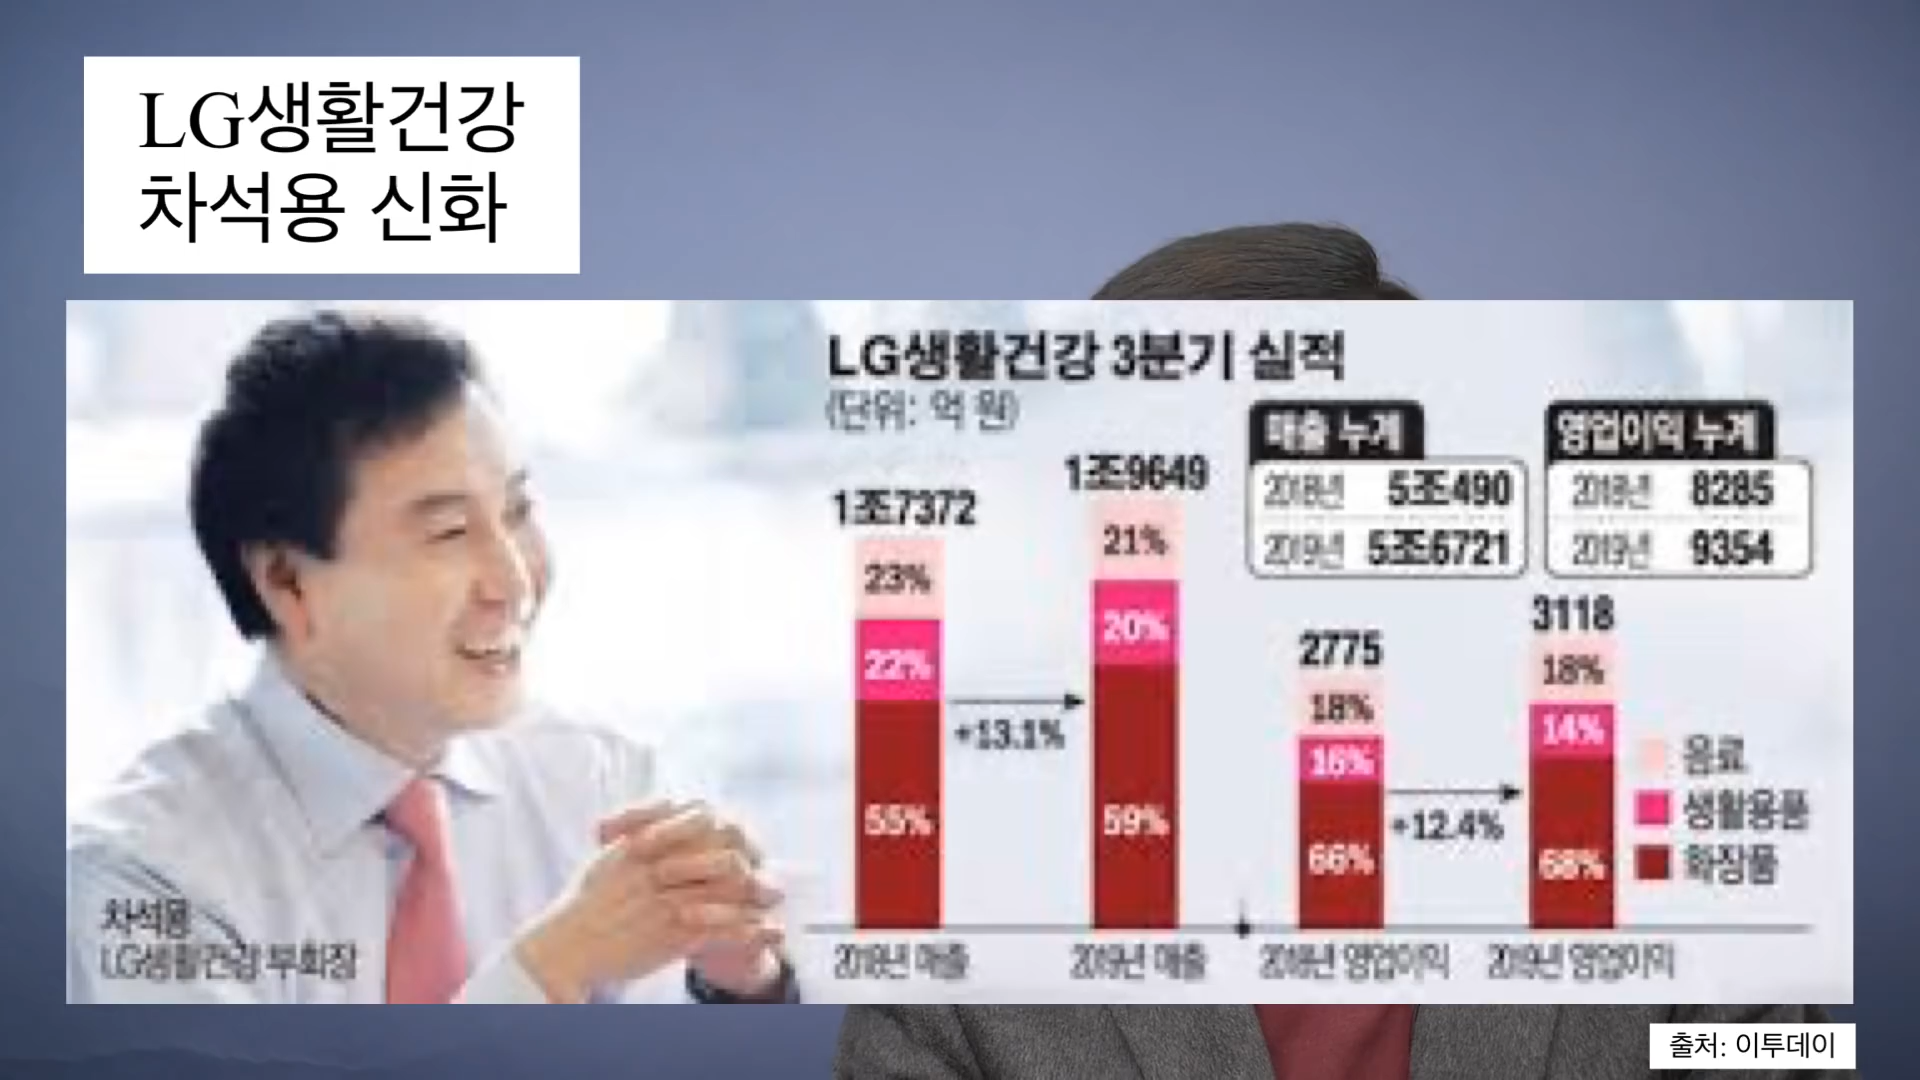 LG생활건강
차석용 신화
LG생활건강 3분기 실적
(단위: 억 원)
매출 누계
2018년 5조490
2019년 5조6721
영업이익 누계
2018년 8285
2019년 9354
1조7372
23%
22%
55%
+13.1%
1조9649
21%
20%
59%
2775
18%
16%
66%
+12.4%
3118
18%
14%
68%
음료
생활용품
화장품
2018년 매출
2019년 매출
2018년 영업이익
2019년 영업이익
차석용
LG생활건강 부회장
출처: 이투데이